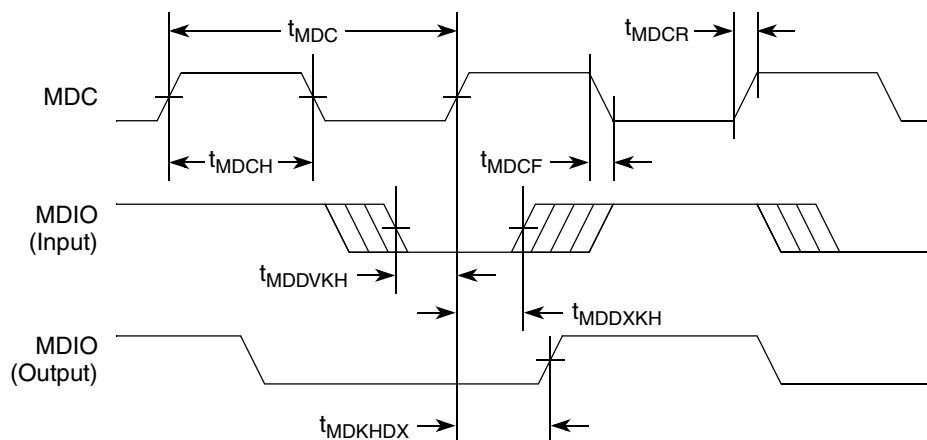 tMDC
tMDCR
MDC
tMDCH
tMDCF
MDIO
(Input)
tMDDVKH
tMDDXKH
MDIO
(Output)
tMDKHDX